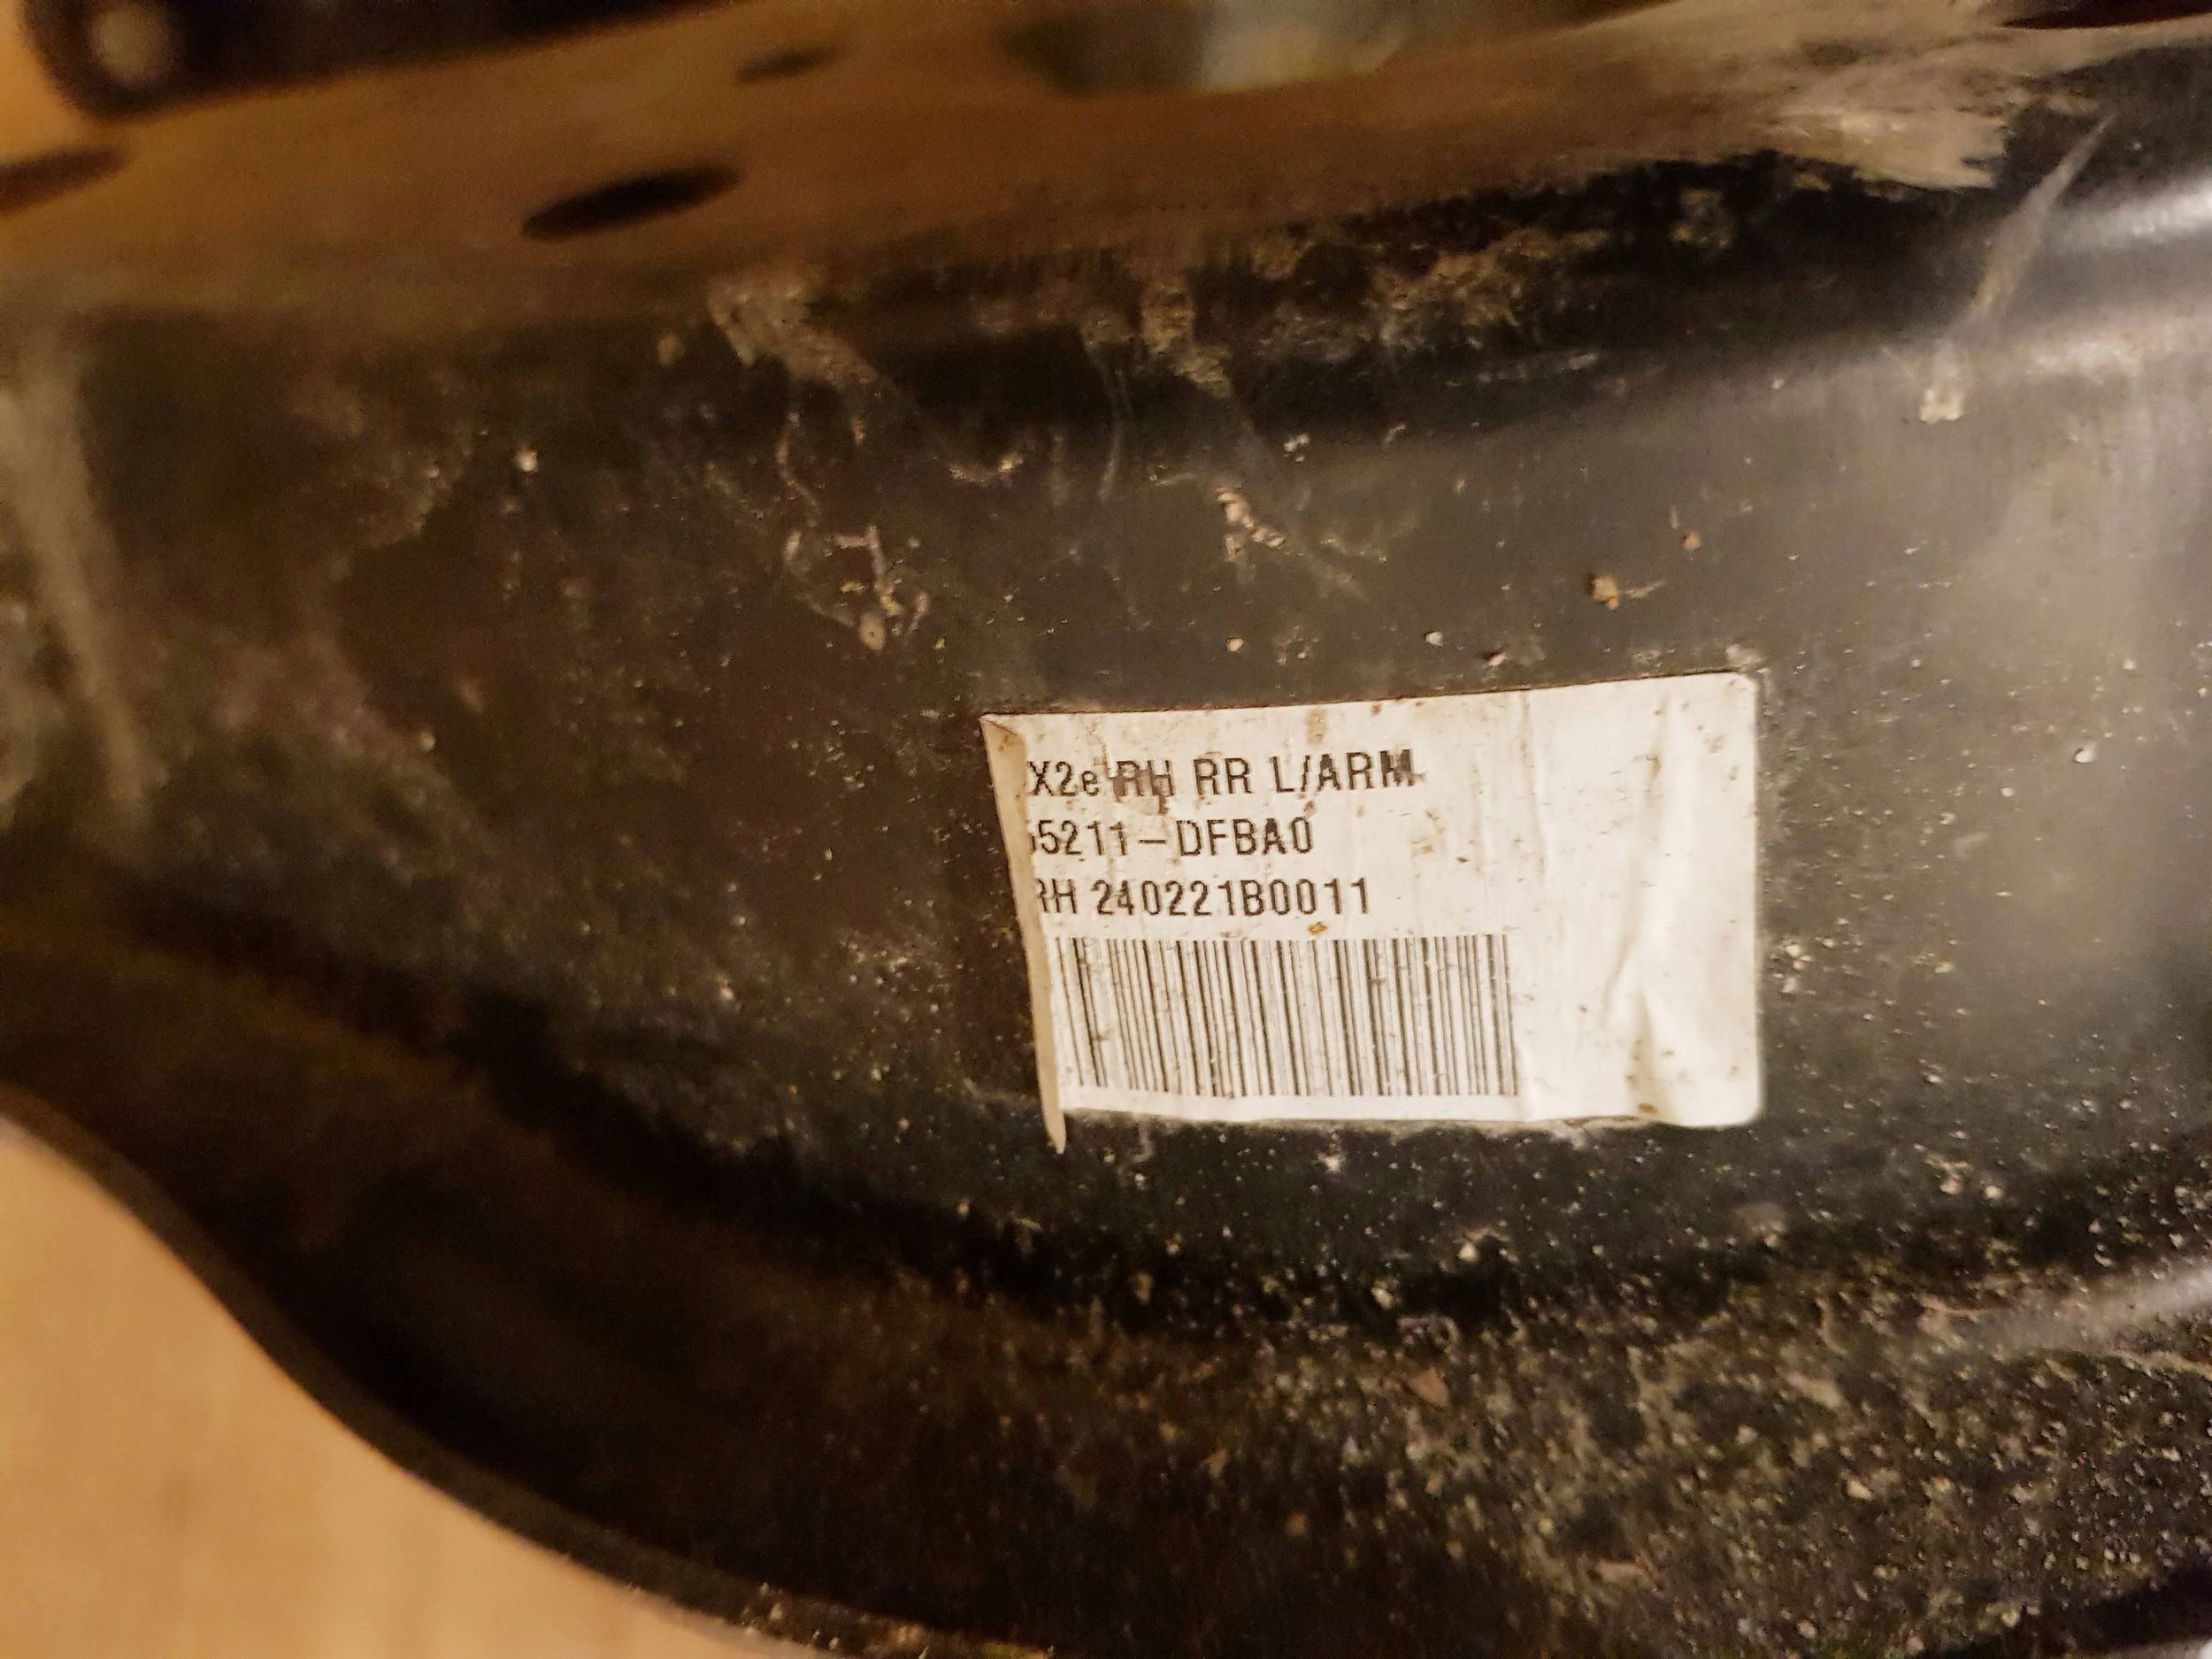 X2e RH RR L/ARM
5211-DFBA0
RH 240221B0011